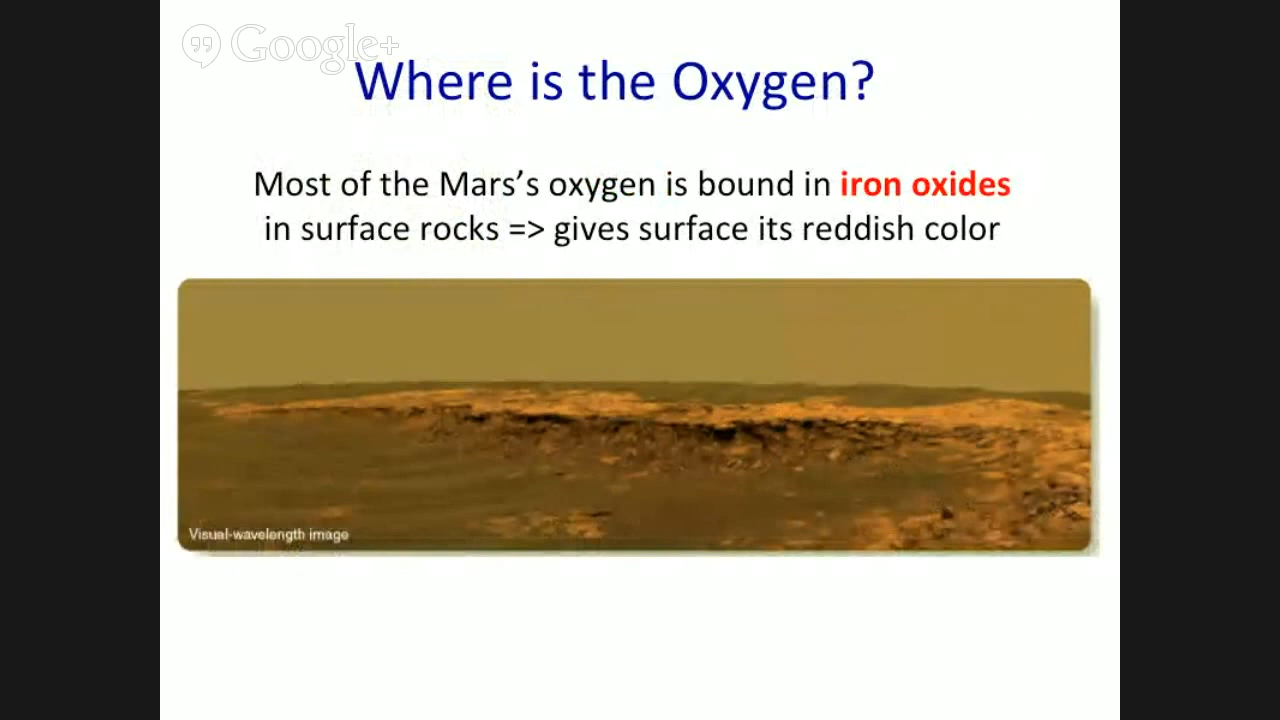 Google+
Where is the Oxygen?
Most of the Mars’s oxygen is bound in iron oxides
in surface rocks => gives surface its reddish color
Visual-wavelength image